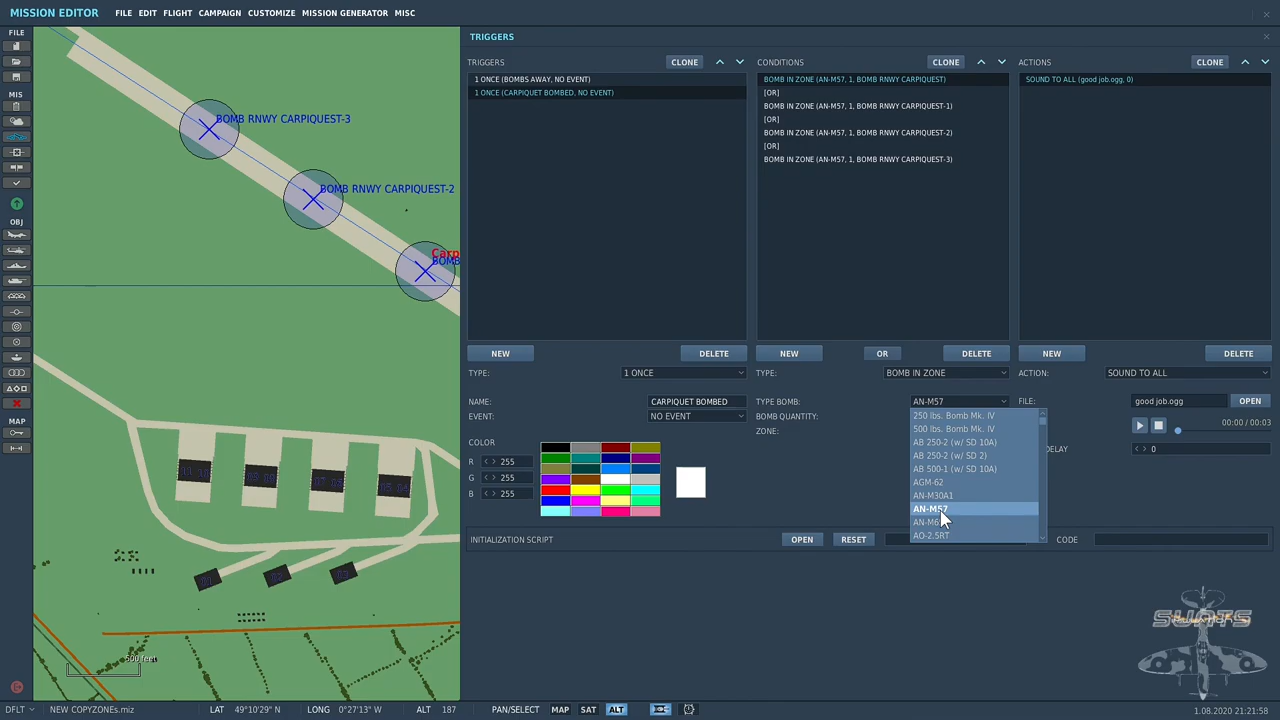 MISSION EDITOR
FILE EDIT FLIGHT CAMPAIGN CUSTOMIZE MISSION GENERATOR MISC
FILE
MIS
OBJ
MAP
BOMB RNWY CARPIQUEST-3
BOMB RNWY CARPIQUEST-2
Carp
500 feet
TRIGGERS
TRIGGERS CLONE
1 ONCE (BOMBS AWAY, NO EVENT)
1 ONCE (CARPIQUET BOMBED, NO EVENT)
NEW DELETE
TYPE: 1 ONCE
NAME: CARPIQUET BOMBED
EVENT: NO EVENT
COLOR
R 255
G 255
B 255
CONDITIONS CLONE
BOMB IN ZONE (AN-M57, 1, BOMB RNWY CARPIQUEST)
[OR]
BOMB IN ZONE (AN-M57, 1, BOMB RNWY CARPIQUEST-1)
[OR]
BOMB IN ZONE (AN-M57, 1, BOMB RNWY CARPIQUEST-2)
[OR]
BOMB IN ZONE (AN-M57, 1, BOMB RNWY CARPIQUEST-3)
NEW OR DELETE
TYPE: BOMB IN ZONE
TYPE BOMB: AN-M57
BOMB QUANTITY:
ZONE:
250 lbs. Bomb Mk. IV
500 lbs. Bomb Mk. IV
AB 250-2 (w/ SD 10A)
AB 250-2 (w/ SD 2)
AB 500-1 (w/ SD 10A)
AGM-62
AN-M30A1
AN-M57
AO-2.5RT
ACTIONS CLONE
SOUND TO ALL (good job.ogg, 0)
NEW DELETE
ACTION: SOUND TO ALL
FILE: good job.ogg OPEN
00:00 / 00:03
DELAY 0
INITIALIZATION SCRIPT OPEN RESET CODE
DFLT NEW COPYZONES.miz LAT 49°10'29" N LONG 0°27'13" W ALT 187 PAN/SELECT MAP SAT ALT 1.08.2020 21:21:58